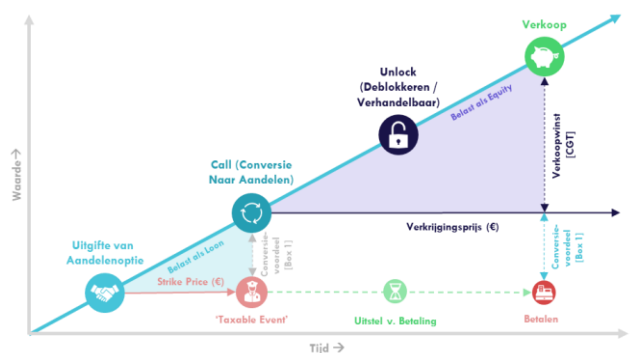 Verkoop
Unlock
(Deblokkeren /
Verhandelbaar)
Belast als Equity
Verkoopwinst
[CGT]
Call (Conversie
Naar Aandelen)
Waarde→
Verkrijgingsprijs (€)
Uitgifte van
Aandelenoptie
Belast als Loon
Strike Price (€)
Conversie-
voordeel
[Box 1]
Conversie-
voordeel
[Box 1]
'Taxable Event'
Uitstel v. Betaling
Betalen
Tijd →